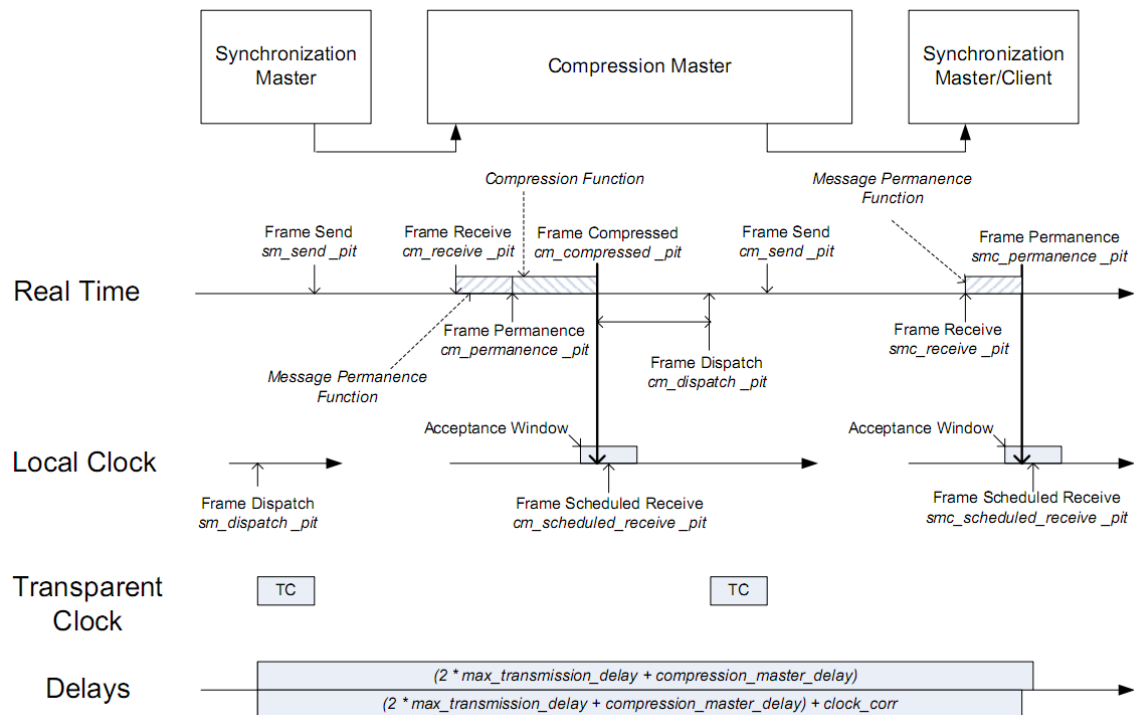 Synchronization
Master
Compression Master
Synchronization
Master/Client
Compression Function
Message Permanence
Function
Frame Send
sm_send _pit
Frame Receive
cm_receive _pit
Frame Compressed
cm_compressed _pit
Frame Send
cm_send _pit
Frame Permanence
smc_permanence _pit
Real Time
Frame Permanence
cm_permanence _pit
Frame Receive
smc_receive _pit
Frame Dispatch
cm_dispatch _pit
Message Permanence
Function
Acceptance Window
Acceptance Window
Local Clock
Frame Dispatch
sm_dispatch _pit
Frame Scheduled Receive
cm_scheduled_receive _pit
Frame Scheduled Receive
smc_scheduled_receive _pit
Transparent
Clock
TC
TC
Delays
(2 * max_transmission_delay + compression_master_delay)
(2 * max_transmission_delay + compression_master_delay) + clock_corr